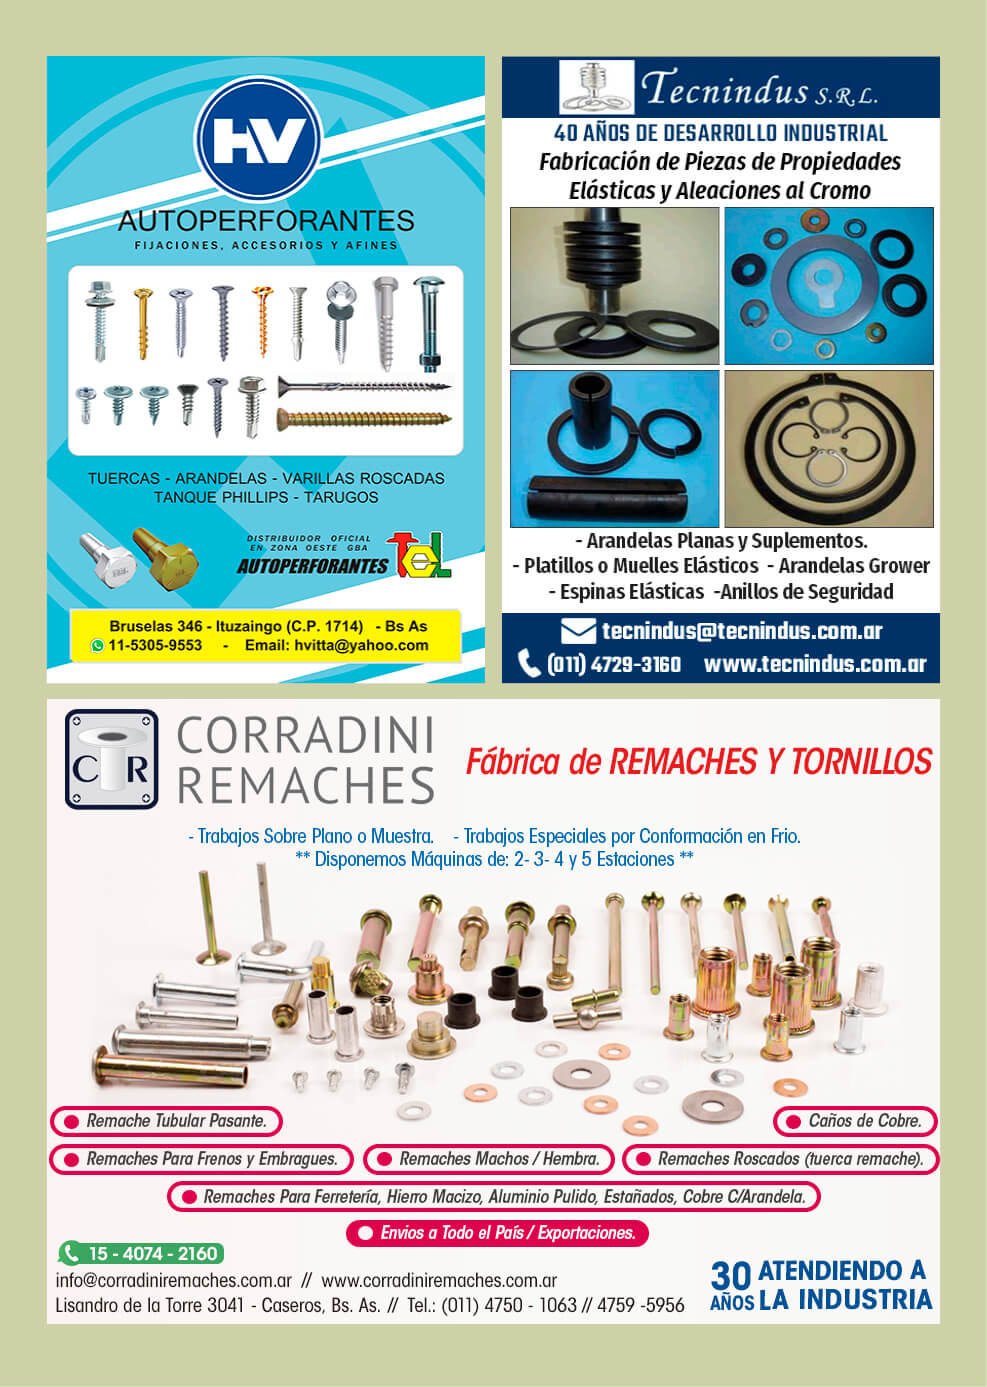 HV
AUTOPERFORANTES
FIJACIONES, ACCESORIOS Y AFINES
TUERCAS - ARANDELAS - VARILLAS ROSCADAS
TANQUE PHILLIPS - TARUGOS
DISTRIBUIDOR OFICIAL
EN ZONA OESTE GBA
AUTOPERFORANTES
TEL
Bruselas 346 - Ituzaingo (C.P. 1714) - Bs As
11-5305-9553 - Email: hvitta@yahoo.com
Tecnindus S.R.L.
40 AÑOS DE DESARROLLO INDUSTRIAL
Fabricación de Piezas de Propiedades
Elásticas y Aleaciones al Cromo
- Arandelas Planas y Suplementos.
- Platillos o Muelles Elásticos - Arandelas Grower
- Espinas Elásticas -Anillos de Seguridad
tecnindus@tecnindus.com.ar
(011) 4729-3160 www.tecnindus.com.ar
C R
CORRADINI
REMACHES
Fábrica de REMACHES Y TORNILLOS
- Trabajos Sobre Plano o Muestra. - Trabajos Especiales por Conformación en Frio.
** Disponemos Máquinas de: 2- 3- 4 y 5 Estaciones **
Remache Tubular Pasante.
Caños de Cobre.
Remaches Para Frenos y Embragues.
Remaches Machos / Hembra.
Remaches Roscados (tuerca remache).
Remaches Para Ferretería, Hierro Macizo, Aluminio Pulido, Estañados, Cobre C/Arandela.
Envios a Todo el País / Exportaciones.
15 - 4074 - 2160
info@corradiniremaches.com.ar // www.corradiniremaches.com.ar
Lisandro de la Torre 3041 - Caseros, Bs. As. // Tel.: (011) 4750 - 1063 // 4759 -5956
30 AÑOS
ATENDIENDO A
LA INDUSTRIA